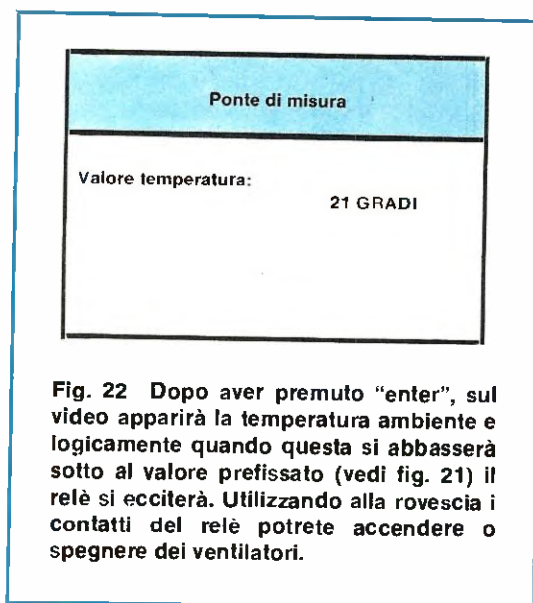 Ponte di misura
Valore temperatura:
21 GRADI
Fig. 22 Dopo aver premuto "enter", sul
video apparirà la temperatura ambiente e
logicamente quando questa si abbasserà
sotto al valore prefissato (vedi fig. 21) il
relè si ecciterà. Utilizzando alla rovescia i
contatti del relè potrete accendere o
spegnere dei ventilatori.